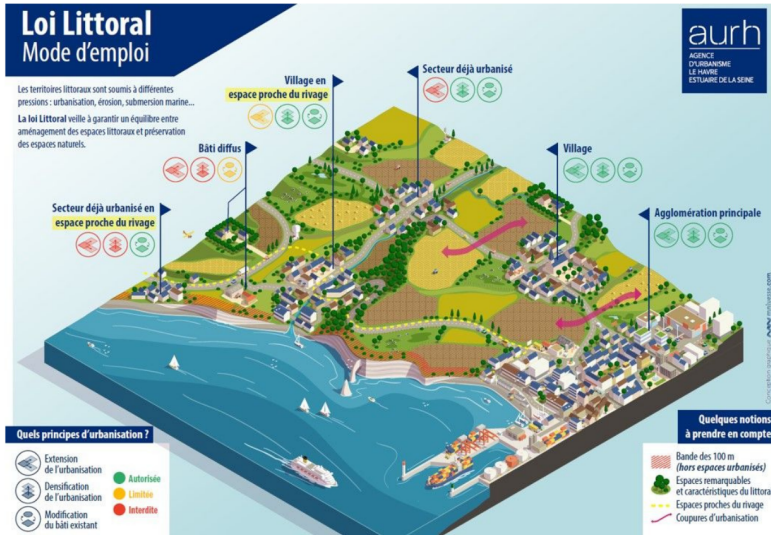 Loi Littoral
Mode d'emploi
Les territoires littoraux sont soumis à différentes
pressions : urbanisation, érosion, submersion marine...
La loi Littoral veille à garantir un équilibre entre
aménagement des espaces littoraux et préservation
des espaces naturels.
aurh
AGENCE
D'URBANISME
LE HAVRE
ESTUAIRE DE LA SEINE
Secteur déjà urbanisé
Village en
espace proche du rivage
Bâti diffus
Village
Secteur déjà urbanisé en
espace proche du rivage
Agglomération principale
Quels principes d'urbanisation ?
Extension
de l'urbanisation
Densification
de l'urbanisation
Modification
du bâti existant
Autorisée
Limitée
Interdite
Quelques notions
à prendre en compte
Bande des 100 m
(hors espaces urbanisés)
Espaces remarquables
et caractéristiques du littora
Espaces proches du rivage
Coupures d'urbanisation
Conception graphique